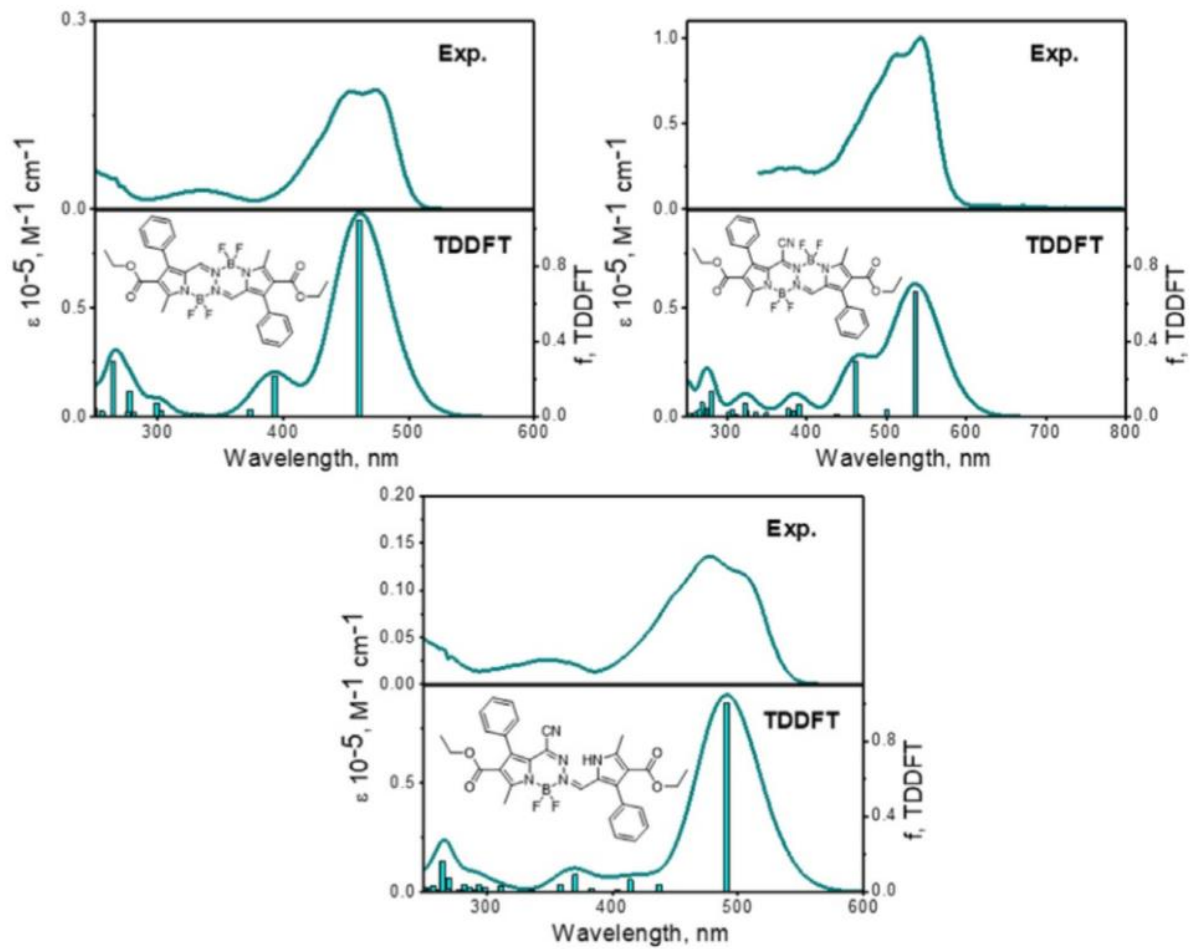 0.3
Exp.
0.0
TDDFT
ε 10-5, M-1 cm-1
0.5
0.0
0.8
0.4
0.0
f, TDDFT
300 400 500 600
Wavelength, nm
F F
B
N N
N N
B
F F
O
O
O
O
1.0
Exp.
0.5
0.0
TDDFT
ε 10-5, M-1 cm-1
0.5
0.0
0.8
0.4
0.0
f, TDDFT
300 400 500 600 700 800
Wavelength, nm
CN F F
B
N N
N N
B
F F
O
O
O
O
0.20
Exp.
0.15
0.10
0.05
0.00
TDDFT
ε 10-5, M-1 cm-1
0.5
0.0
0.8
0.4
0.0
f, TDDFT
300 400 500 600
Wavelength, nm
CN
N HN
N N
B
F F
O
O
O
O